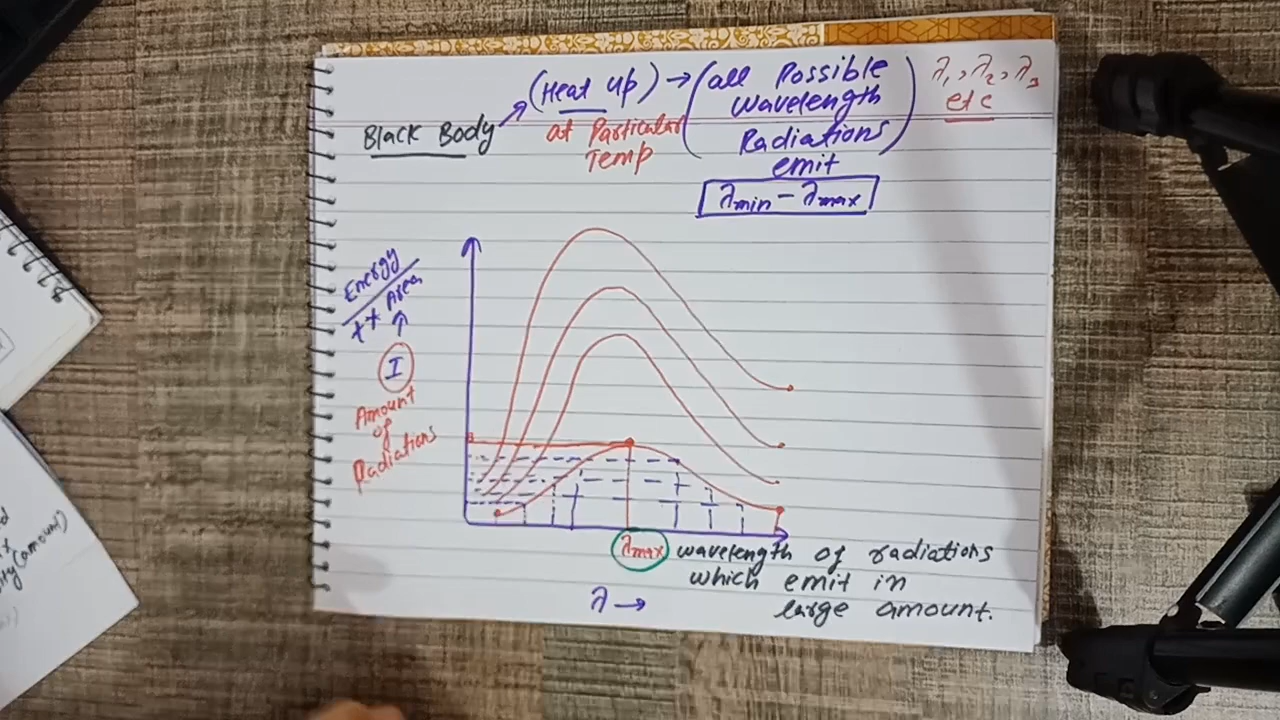 Black Body
(Heat up) → (all Possible
wavelength
Radiations)
emit
at Particular
Temp
λ1, λ2, λ3
etc
λmin - λmax
Energy
t * Area
I
Amount
of
Radiations
λmax wavelength of radiations
which emit in
large amount.
λ →
(amount)